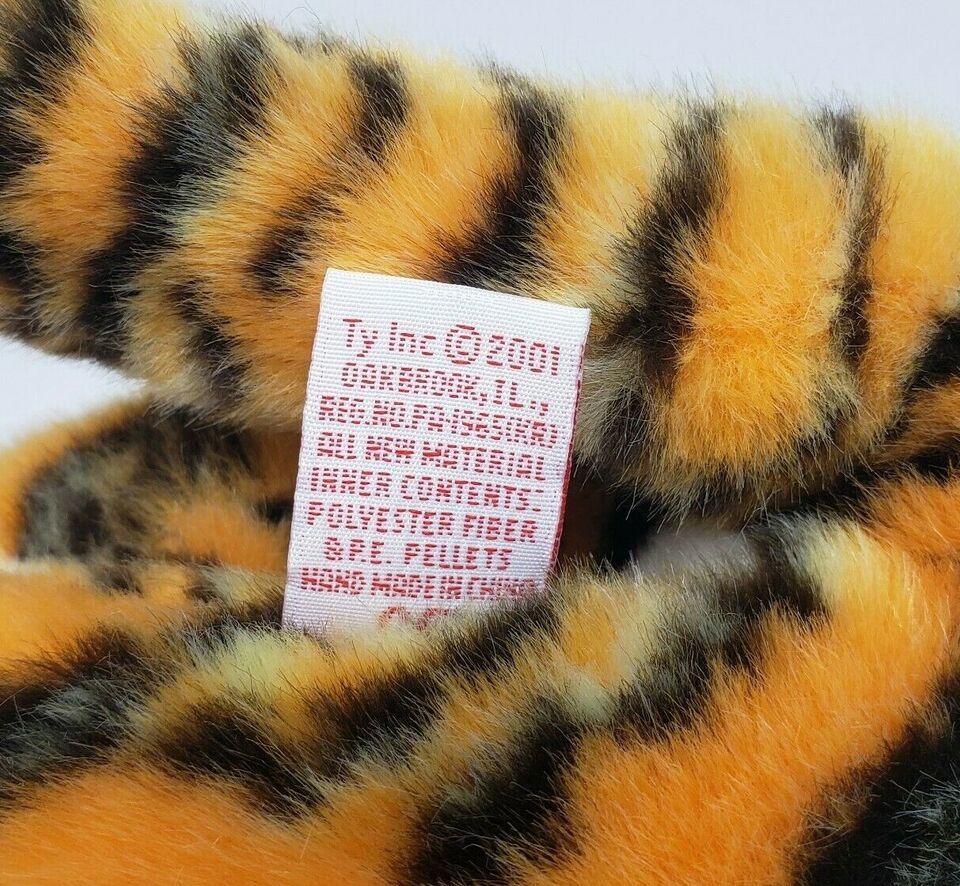 Ty Inc © 2001
OAKBROOK, IL,
REG.NO.PA-1965(KR)
ALL NEW MATERIAL
INNER CONTENTS:
POLYESTER FIBER
&P.E. PELLETS
HAND MADE IN CHINA